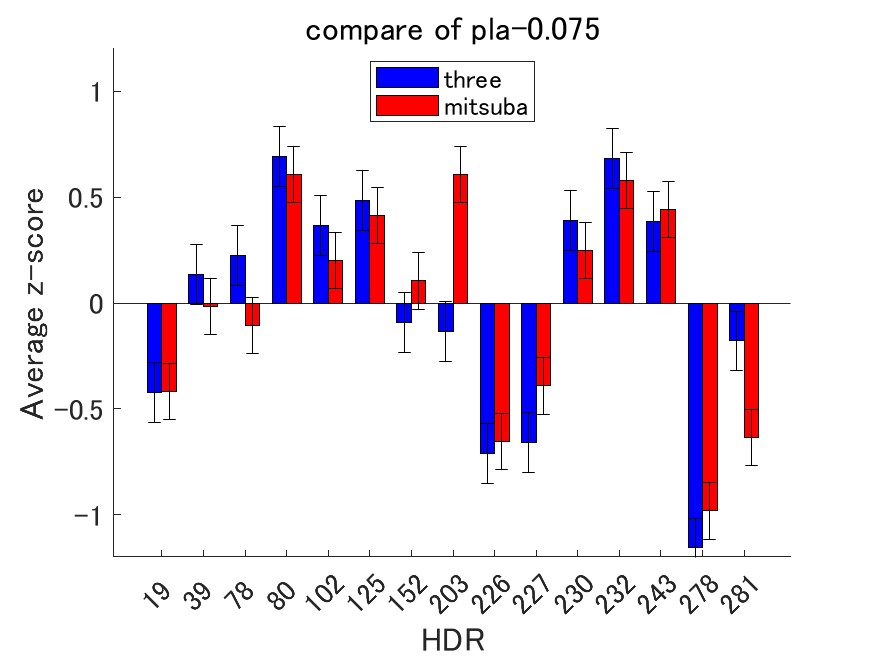 compare of pla-0.075
three
mitsuba
Average z-score
1
0.5
0
-0.5
-1
19 39 78 80 102 125 152 203 226 227 230 232 243 278 281
HDR